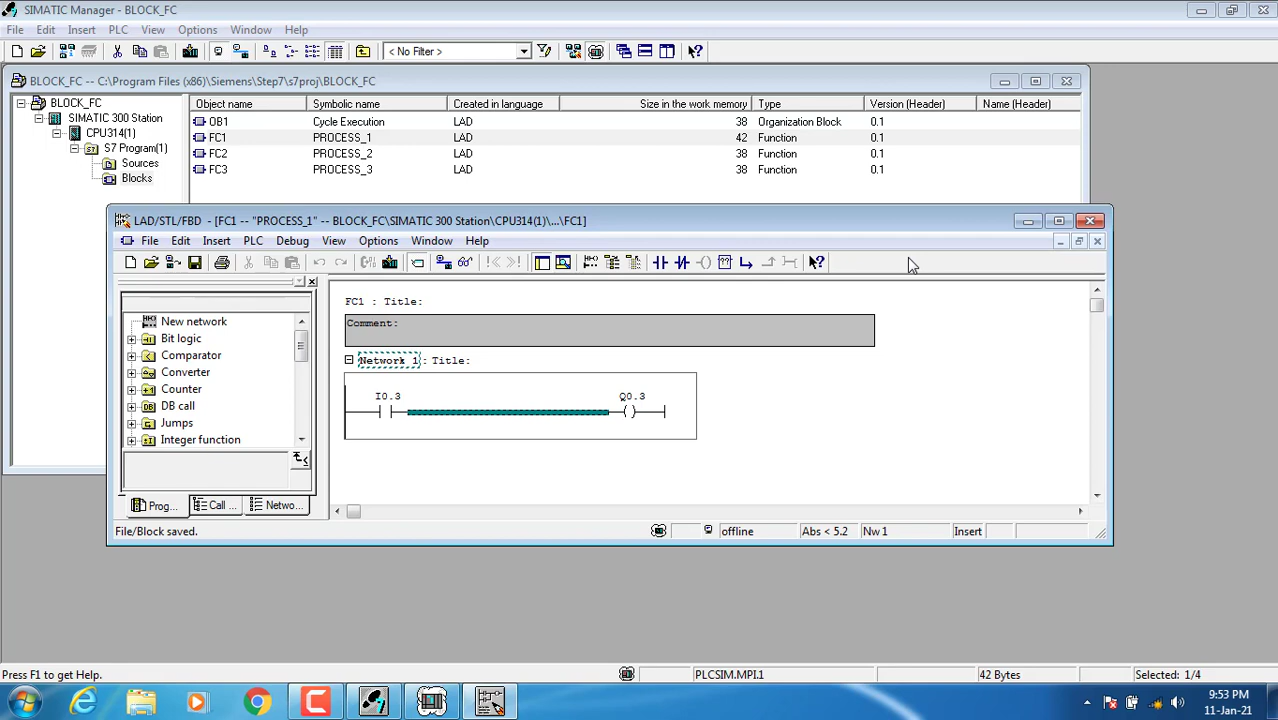 SIMATIC Manager - BLOCK_FC
File Edit Insert PLC View Options Window Help
< No Filter >
BLOCK_FC -- C:\Program Files (x86)\Siemens\Step7\s7proj\BLOCK_FC
BLOCK_FC
SIMATIC 300 Station
CPU314(1)
S7 Program(1)
Sources
Blocks
Object name Symbolic name Created in language Size in the work memory Type Version (Header) Name (Header)
OB1 Cycle Execution LAD 38 Organization Block 0.1
FC1 PROCESS_1 LAD 42 Function 0.1
FC2 PROCESS_2 LAD 38 Function 0.1
FC3 PROCESS_3 LAD 38 Function 0.1
LAD/STL/FBD - [FC1 -- "PROCESS_1" -- BLOCK_FC\SIMATIC 300 Station\CPU314(1)\...\FC1]
File Edit Insert PLC Debug View Options Window Help
New network
Bit logic
Comparator
Converter
Counter
DB call
Jumps
Integer function
Prog... Call ... Netwo...
FC1 : Title:
Comment:
Network 1: Title:
I0.3 Q0.3
File/Block saved. offline Abs < 5.2 Nw 1 Insert
Press F1 to get Help. PLCSIM.MPI.1 42 Bytes Selected: 1/4
9:53 PM
11-Jan-21